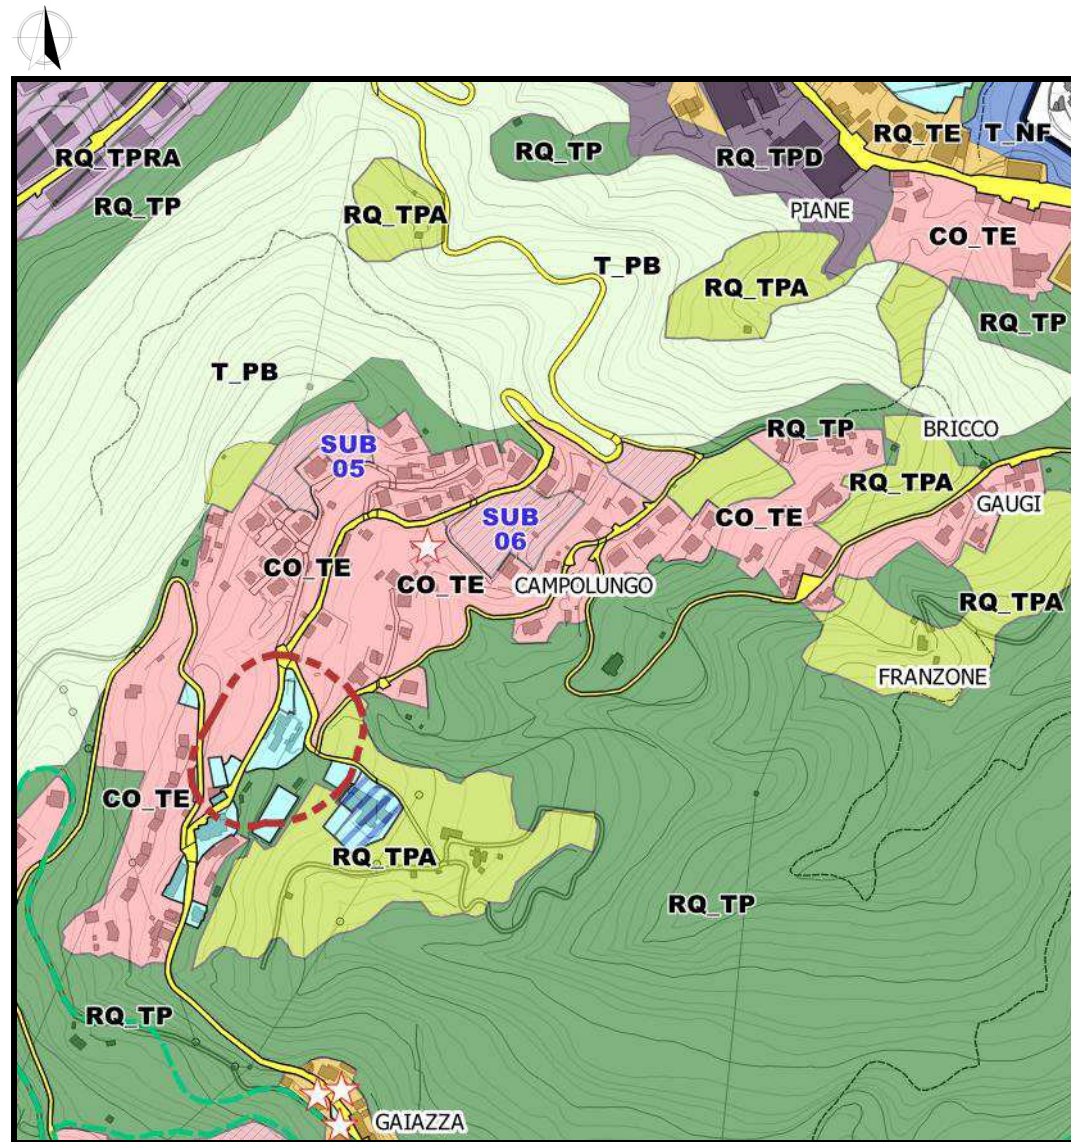 RQ_TE
T_NF
RQ_TP
RQ_TPRA
RQ_TPD
RQ_TP
PIANE
RQ_TPA
CO_TE
T_PB
RQ_TPA
RQ_TP
T_PB
RQ_TP
BRICCO
SUB
05
RQ_TPA
GAUGI
SUB
06
CO_TE
CO_TE
CO_TE
CAMPOLUNGO
RQ_TPA
FRANZONE
CO_TE
RQ_TPA
RQ_TP
RQ_TP
GAIAZZA